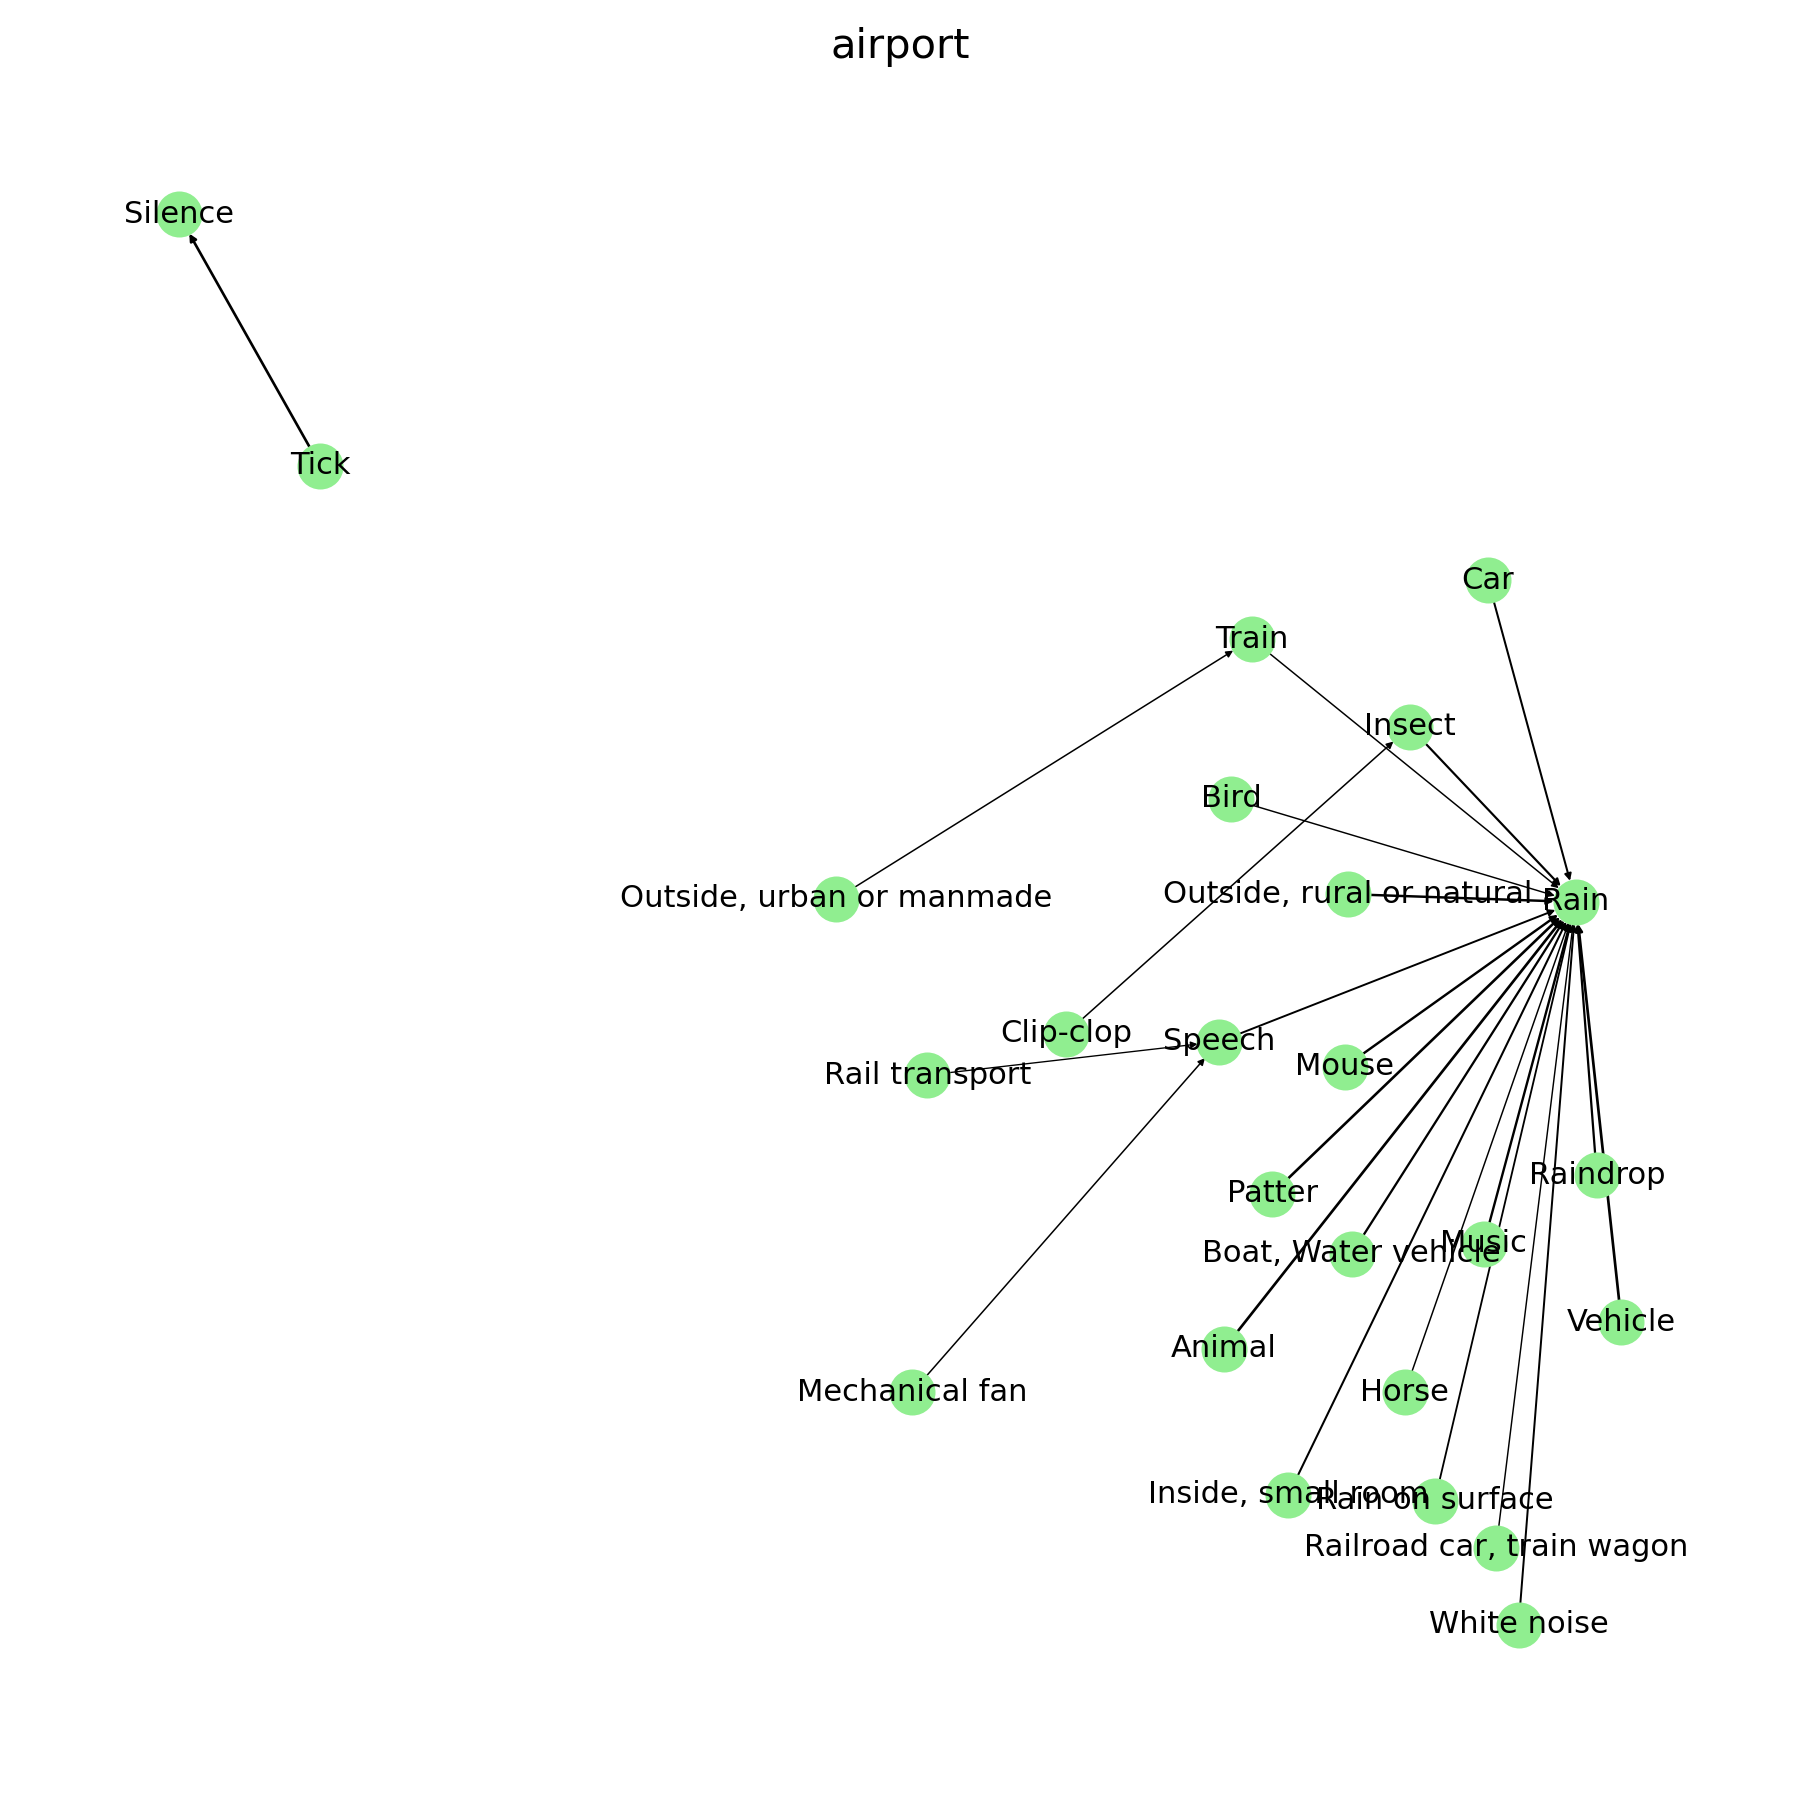 airport
Silence
Tick
Car
Train
Insect
Bird
Outside, rural or natural
Rain
Outside, urban or manmade
Clip-clop
Speech
Mouse
Rail transport
Raindrop
Patter
Music
Boat, Water vehicle
Vehicle
Animal
Mechanical fan
Horse
Inside, small room
Rain on surface
Railroad car, train wagon
White noise